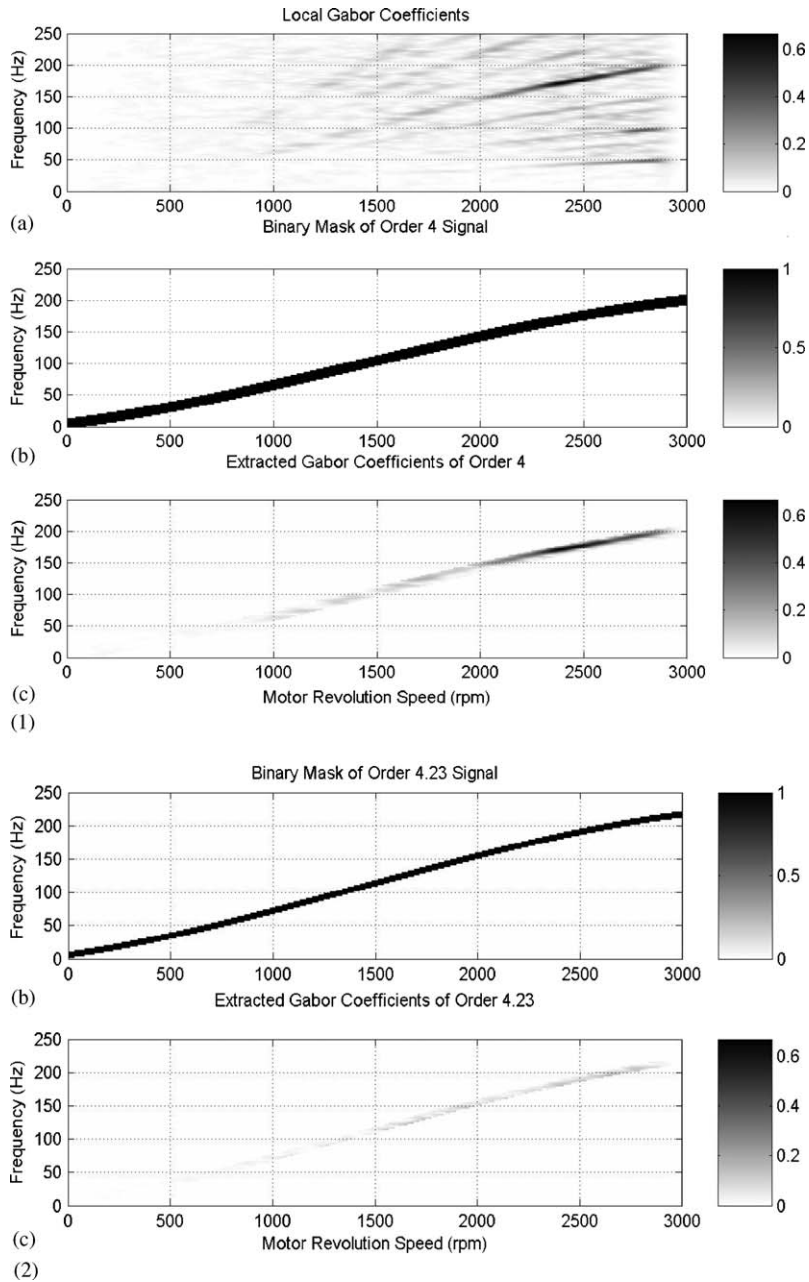 Local Gabor Coefficients
250
200
150
100
50
0
Frequency (Hz)
0 500 1000 1500 2000 2500 3000
0.6
0.4
0.2
0
(a)
Binary Mask of Order 4 Signal
250
200
150
100
50
0
Frequency (Hz)
0 500 1000 1500 2000 2500 3000
1
0.5
0
(b)
Extracted Gabor Coefficients of Order 4
250
200
150
100
50
0
Frequency (Hz)
0 500 1000 1500 2000 2500 3000
0.6
0.4
0.2
0
(c)
Motor Revolution Speed (rpm)
(1)
Binary Mask of Order 4.23 Signal
250
200
150
100
50
0
Frequency (Hz)
0 500 1000 1500 2000 2500 3000
1
0.5
0
(b)
Extracted Gabor Coefficients of Order 4.23
250
200
150
100
50
0
Frequency (Hz)
0 500 1000 1500 2000 2500 3000
0.6
0.4
0.2
0
(c)
Motor Revolution Speed (rpm)
(2)